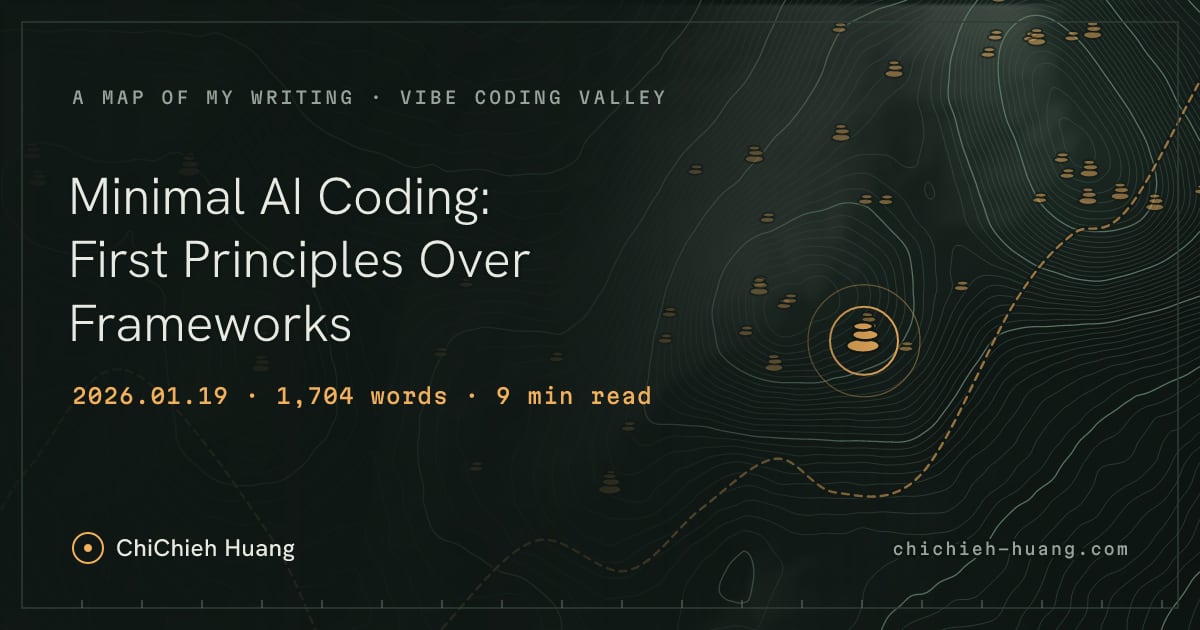 A MAP OF MY WRITING · VIBE CODING VALLEY
Minimal AI Coding:
First Principles Over
Frameworks
2026.01.19 · 1,704 words · 9 min read
ChiChieh Huang
chichieh-huang.com